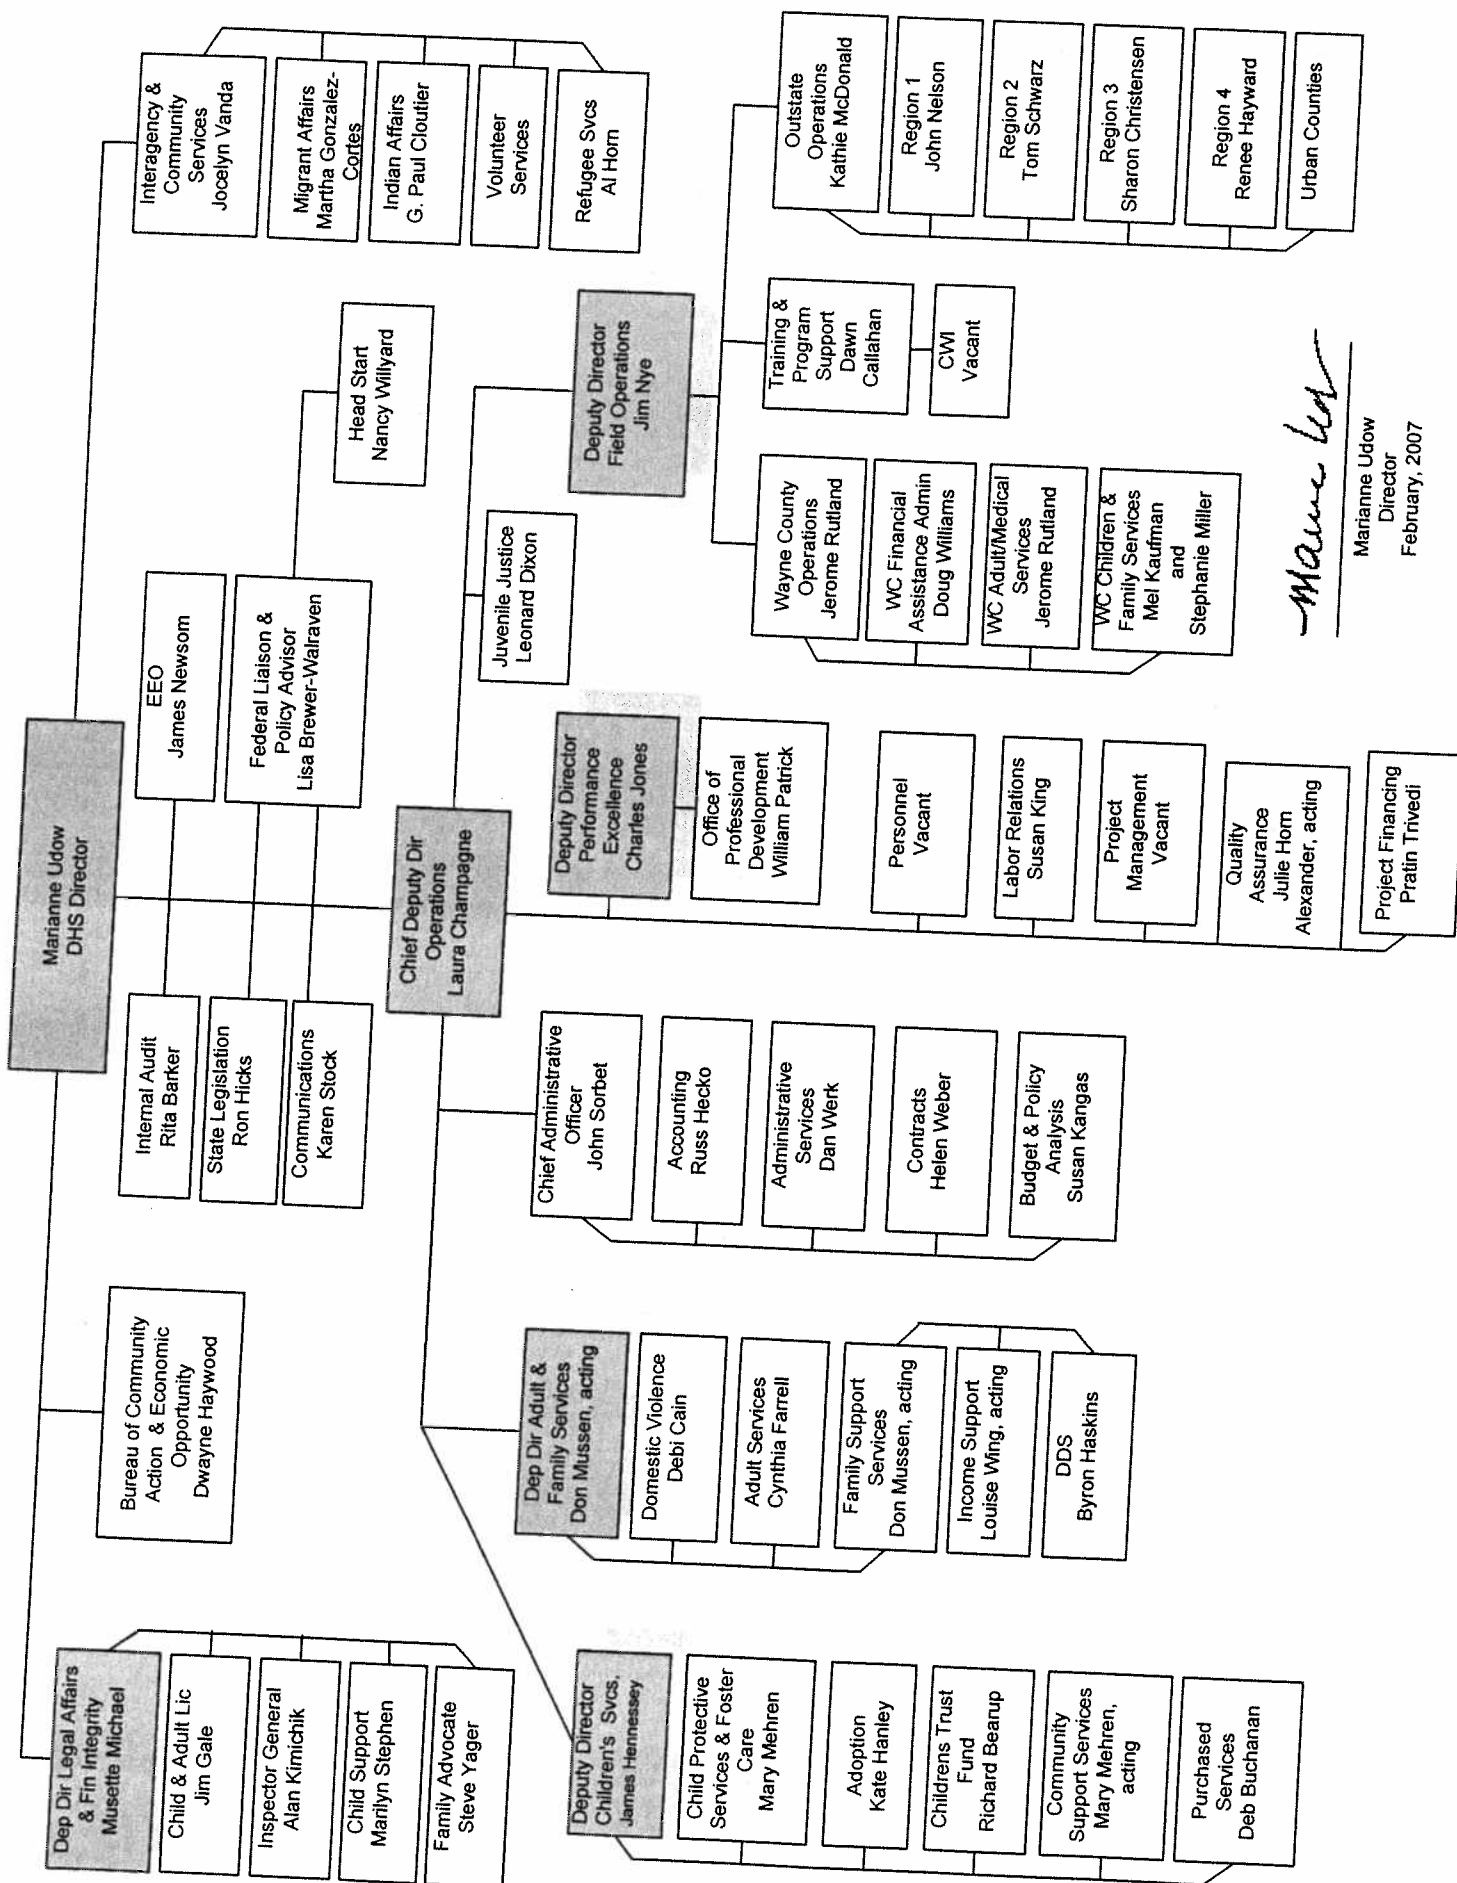 Marianne Udow
DHS Director
Dep Dir Legal Affairs
& Fin Integrity
Musette Michael
Child & Adult Lic
Jim Gale
Inspector General
Alan Kimichik
Child Support
Marilyn Stephen
Family Advocate
Steve Yager
Bureau of Community
Action & Economic
Opportunity
Dwayne Haywood
Internal Audit
Rita Barker
State Legislation
Ron Hicks
Communications
Karen Stock
EEO
James Newsom
Federal Liaison &
Policy Advisor
Lisa Brewer-Walraven
Head Start
Nancy Willyard
Interagency &
Community
Services
Jocelyn Vanda
Migrant Affairs
Martha Gonzalez-
Cortes
Indian Affairs
G. Paul Cloutier
Volunteer
Services
Refugee Svcs
Al Horn
Chief Deputy Dir
Operations
Laura Champagne
Deputy Director
Children's Svcs,
James Hennessey
Child Protective
Services & Foster
Care
Mary Mehren
Adoption
Kate Hanley
Childrens Trust
Fund
Richard Bearup
Community
Support Services
Mary Mehren,
acting
Purchased
Services
Deb Buchanan
Dep Dir Adult &
Family Services
Don Mussen, acting
Domestic Violence
Debi Cain
Adult Services
Cynthia Farrell
Family Support
Services
Don Mussen, acting
Income Support
Louise Wing, acting
DDS
Byron Haskins
Chief Administrative
Officer
John Sorbet
Accounting
Russ Hecko
Administrative
Services
Dan Werk
Contracts
Helen Weber
Budget & Policy
Analysis
Susan Kangas
Deputy Director
Performance
Excellence
Charles Jones
Office of
Professional
Development
William Patrick
Personnel
Vacant
Labor Relations
Susan King
Project
Management
Vacant
Quality
Assurance
Julie Horn
Alexander, acting
Project Financing
Pratin Trivedi
Juvenile Justice
Leonard Dixon
Deputy Director
Field Operations
Jim Nye
Wayne County
Operations
Jerome Rutland
WC Financial
Assistance Admin
Doug Williams
WC Adult/Medical
Services
Jerome Rutland
WC Children &
Family Services
Mel Kaufman
and
Stephanie Miller
Training &
Program
Support
Dawn
Callahan
CWI
Vacant
Outstate
Operations
Kathie McDonald
Region 1
John Nelson
Region 2
Tom Schwarz
Region 3
Sharon Christensen
Region 4
Renee Hayward
Urban Counties
Marianne Udow
Director
February, 2007